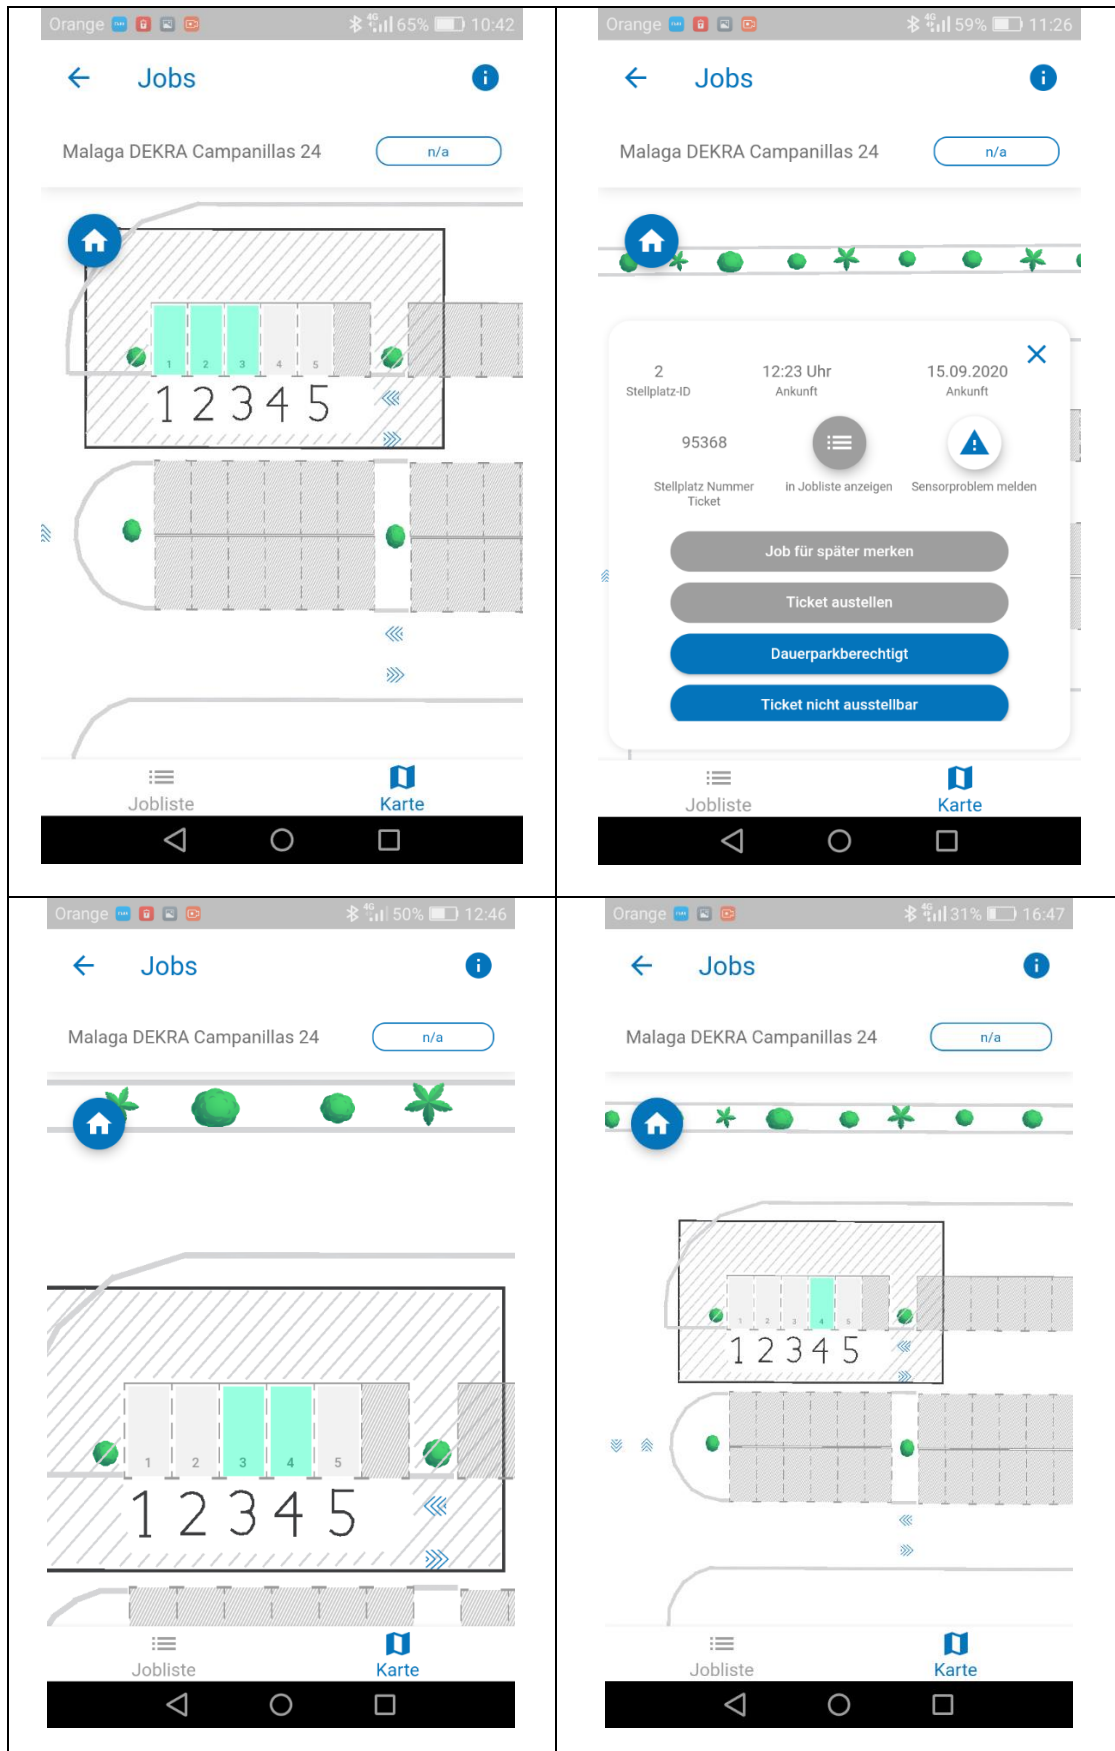 Orange 65% 10:42
Jobs
Malaga DEKRA Campanillas 24 n/a
1 2 3 4 5
1 2 3 4 5
Jobliste Karte
Orange 4G 59% 11:26
Jobs
Malaga DEKRA Campanillas 24 n/a
2 12:23 Uhr 15.09.2020
Stellplatz-ID Ankunft Ankunft
95368
Stellplatz Nummer in Jobliste anzeigen Sensorproblem melden
Ticket
Job für später merken
Ticket austellen
Dauerparkberechtigt
Ticket nicht ausstellbar
Jobliste Karte
Orange 4G 50% 12:46
Jobs
Malaga DEKRA Campanillas 24 n/a
1 2 3 4 5
1 2 3 4 5
Jobliste Karte
Orange 4G 31% 16:47
Jobs
Malaga DEKRA Campanillas 24 n/a
1 2 3 4 5
1 2 3 4 5
Jobliste Karte